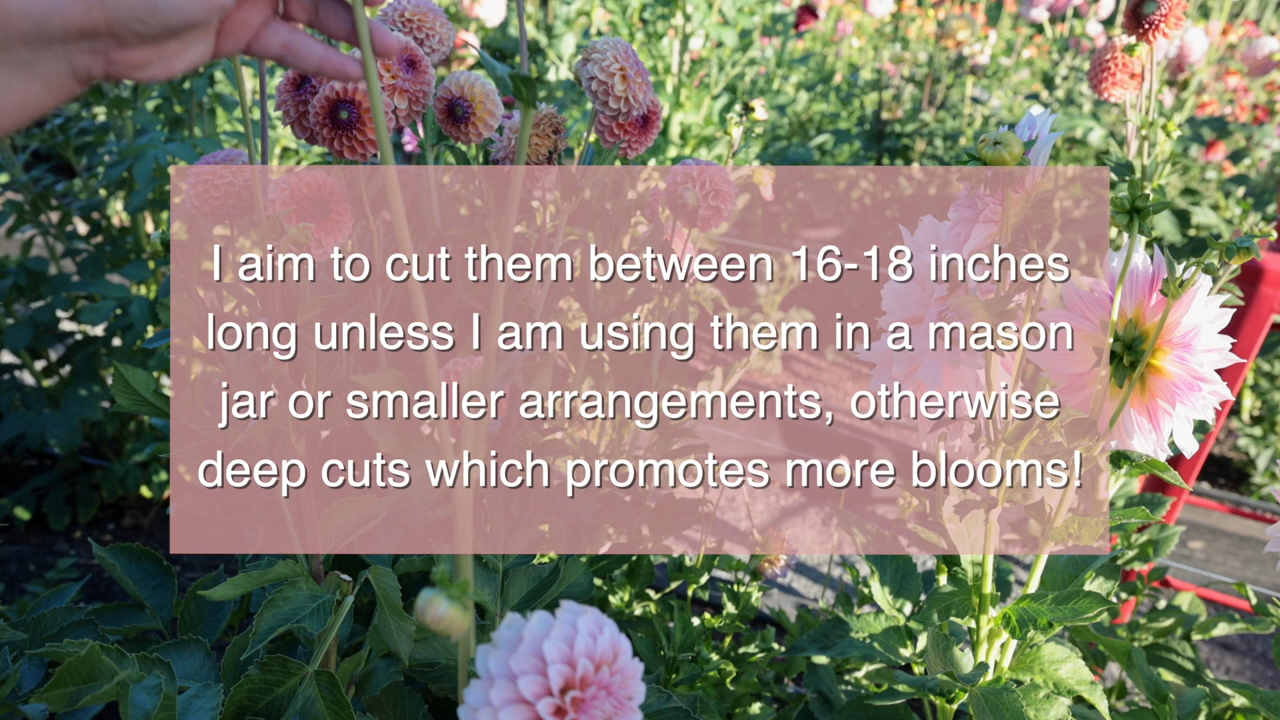 I aim to cut them between 16-18 inches
long unless I am using them in a mason
jar or smaller arrangements, otherwise
deep cuts which promotes more blooms!